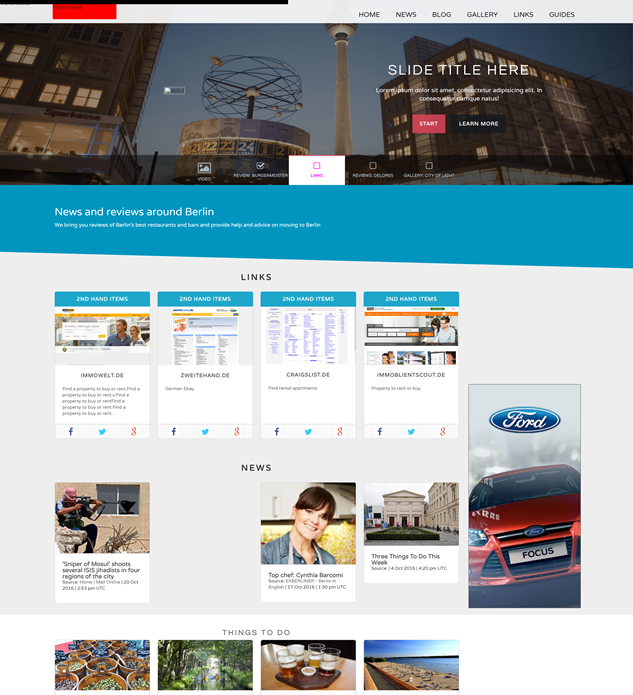 HOME NEWS BLOG GALLERY LINKS GUIDES
Sparkasse
SLIDE TITLE HERE
Lorem ipsum dolor sit amet, consectetur adipisicing elit. In
consequatur cumque natus!
START LEARN MORE
VIDEO REVIEW: BURGERMEISTER LINKS REVIEWS: DELORES GALLERY: CITY OF LIGHT
News and reviews around Berlin
We bring you reviews of Berlin's best restaurants and bars and provide help and advice on moving to Berlin
LINKS
2ND HAND ITEMS 2ND HAND ITEMS 2ND HAND ITEMS 2ND HAND ITEMS
IMMOWELT.DE ZWEITEHAND.DE CRAIGSLIST.DE IMMOBLIENTSCOUT.DE
Find a property to buy or rent.Find a
property to buy or rent.v.Find a
property to buy or rentFind a
property to buy or rent.Find a
property to buy or rent.
German Ebay
Find rental apartments
Property to rent or buy
Ford
Ford
FOCUS
NEWS
'Sniper of Mosul' shoots
several ISIS jihadists in four
regions of the city
Source: Home | Mail Online | 20 Oct
2016 | 2:53 pm UTC
Top chef: Cynthia Barcomi
Source: EXBERLINER - Berlin in
English | 17 Oct 2016 | 1:30 pm UTC
Three Things To Do This
Week
Source: | 4 Oct 2016 | 4:20 pm UTC
THINGS TO DO